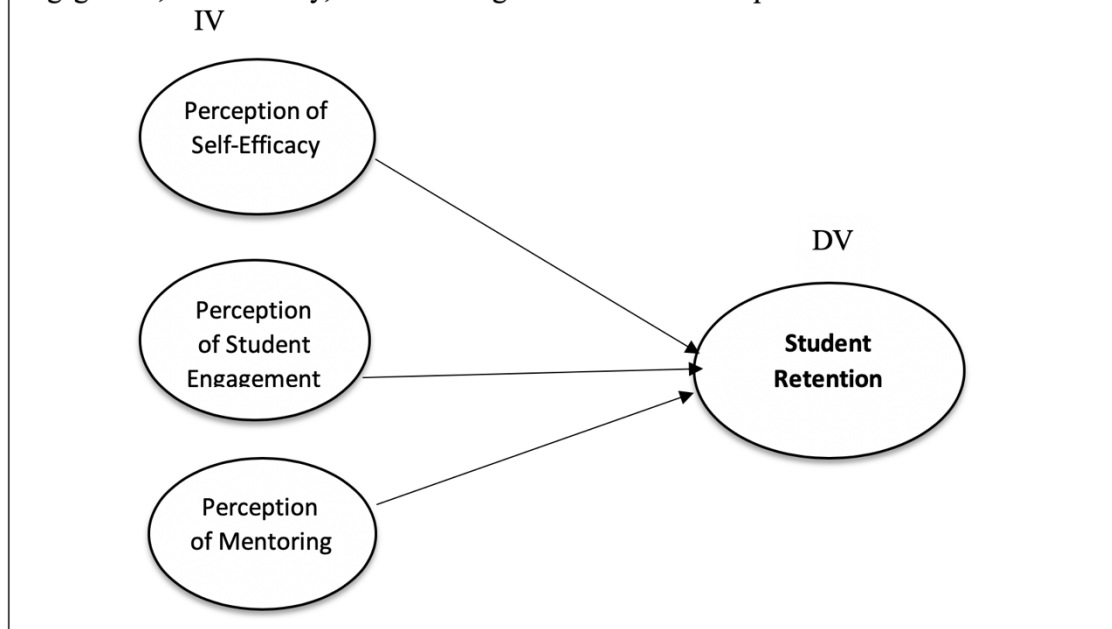 IV
Perception of
Self-Efficacy
DV
Perception
of Student
Engagement
Student
Retention
Perception
of Mentoring